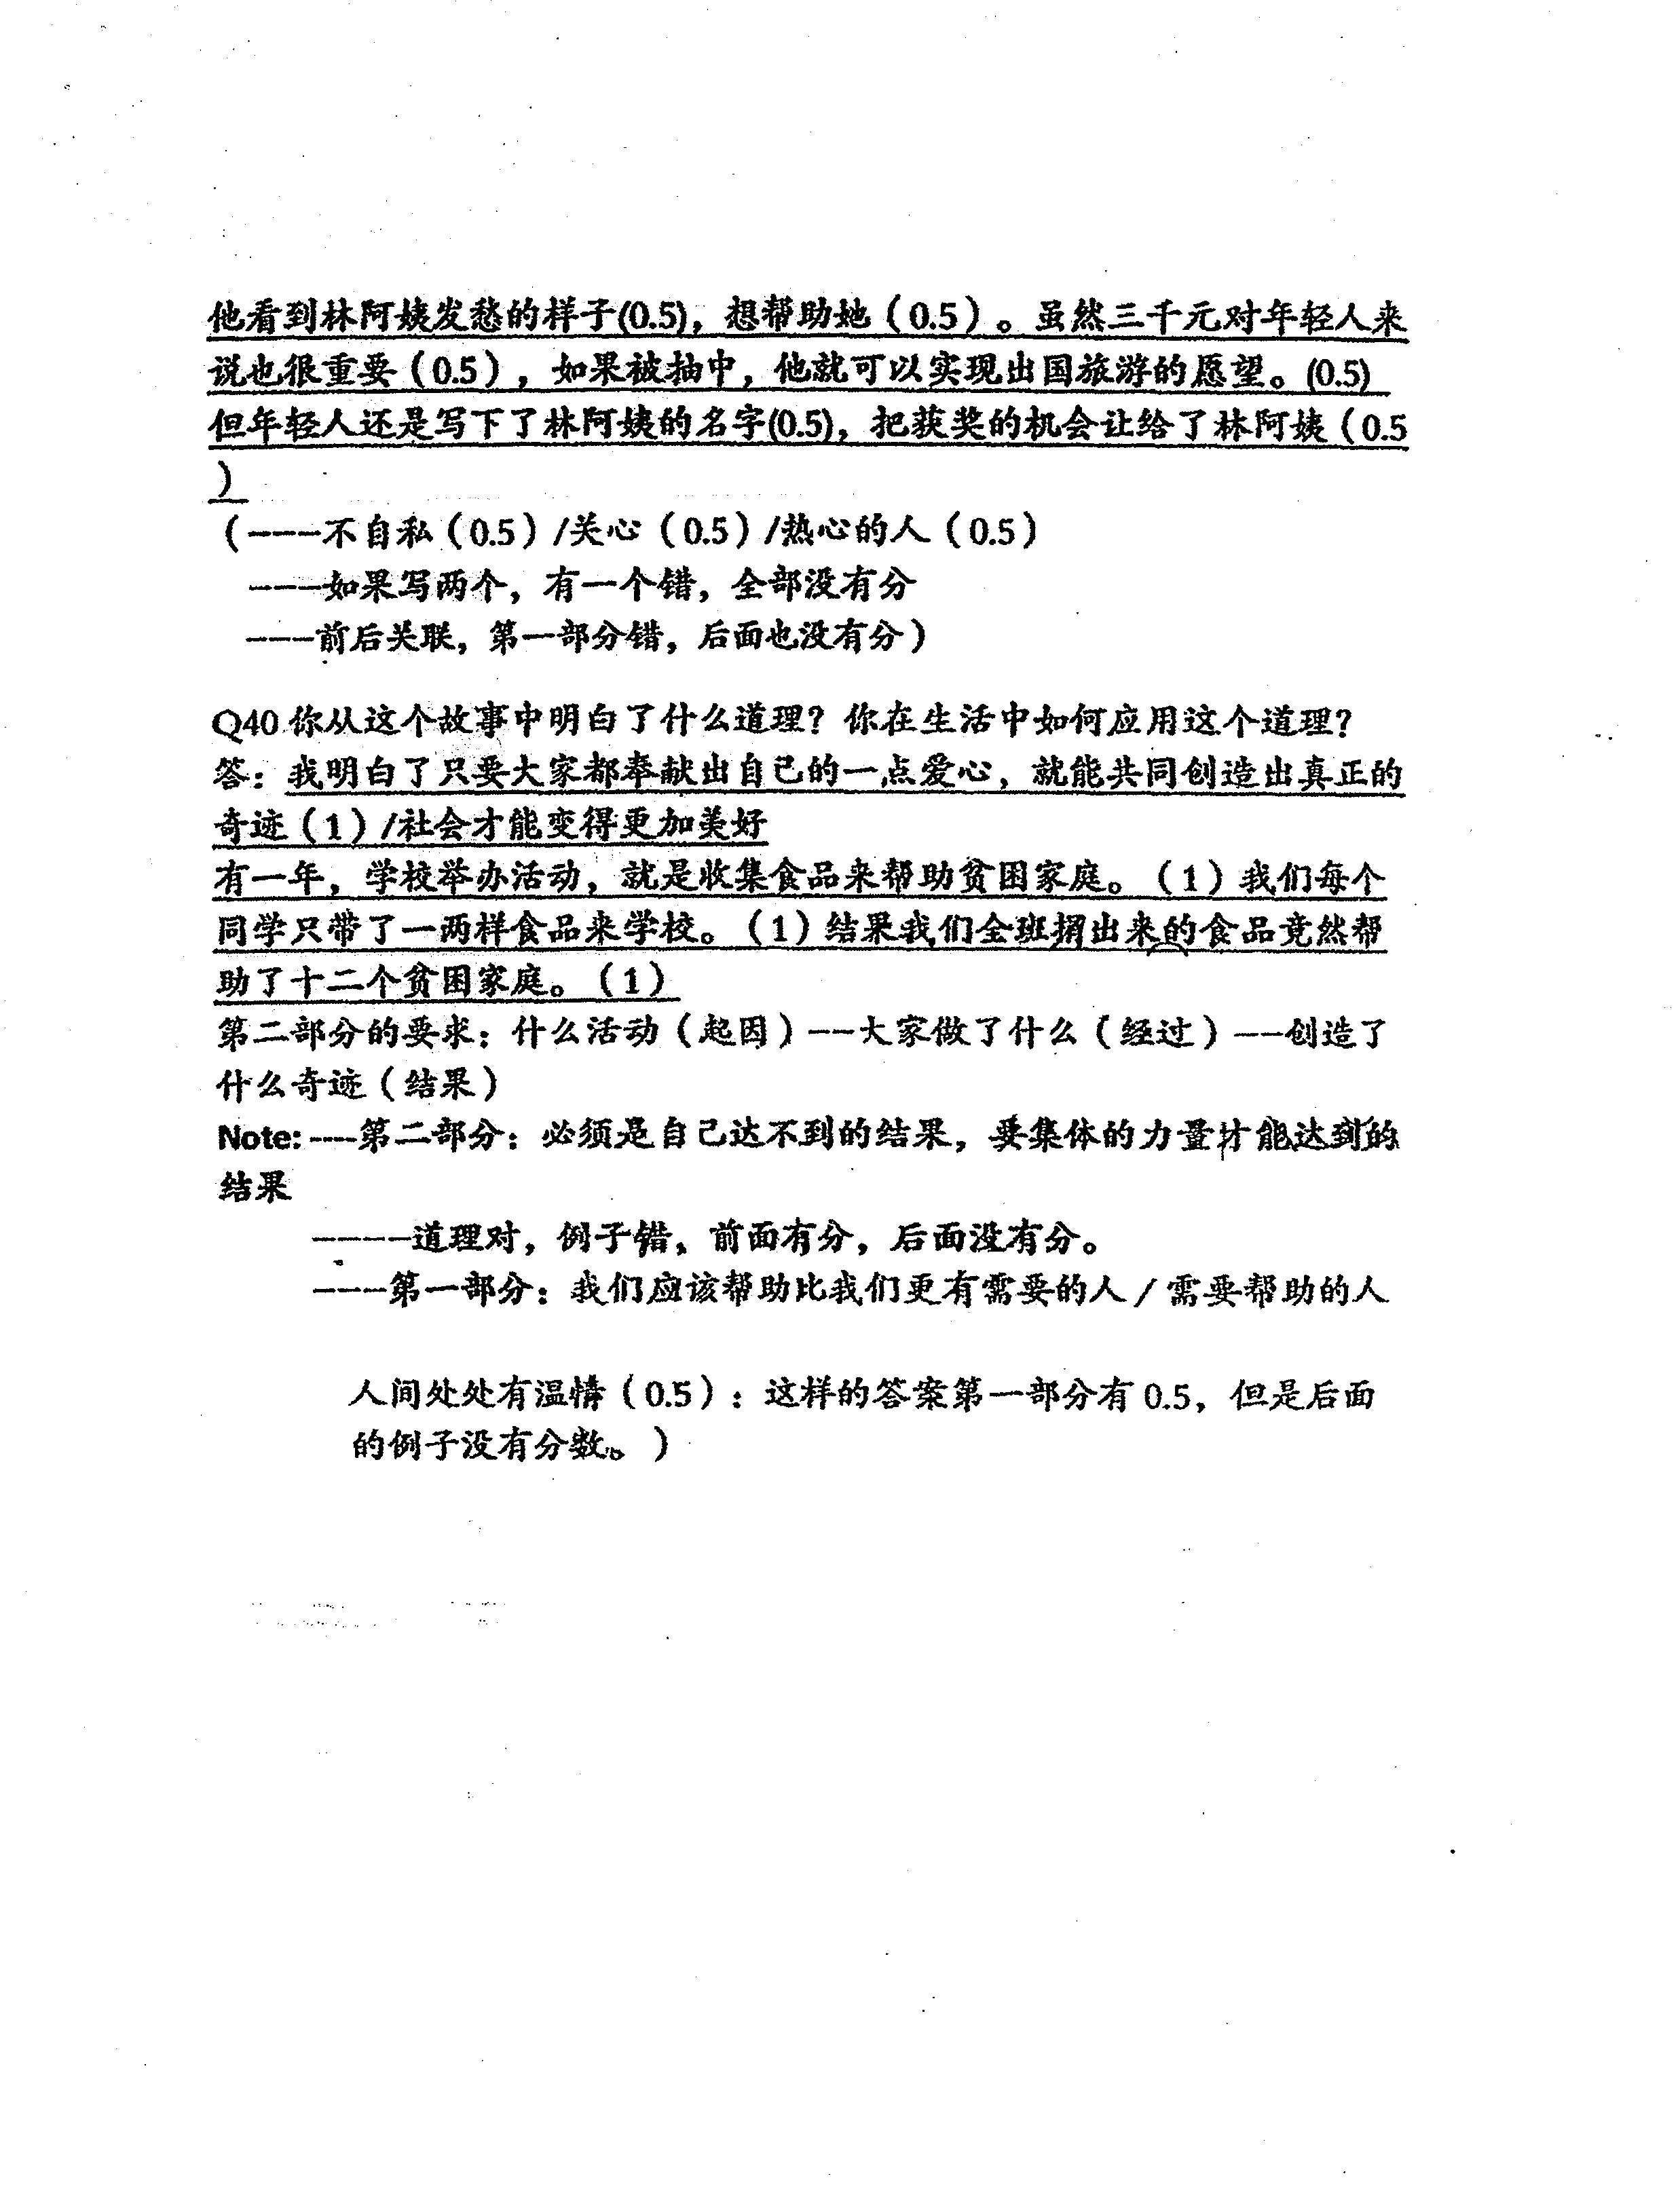 他看到林阿姨发愁的样子(0.5)，想帮助她（0.5）。虽然三千元对年轻人来
说也很重要（0.5），如果被抽中，他就可以实现出国旅游的愿望。(0.5)
但年轻人还是写下了林阿姨的名字(0.5)，把获奖的机会让给了林阿姨（0.5
）
（---不自私（0.5）/关心（0.5）/热心的人（0.5）
---如果写两个，有一个错，全部没有分
---前后关联，第一部分错，后面也没有分）
Q40 你从这个故事中明白了什么道理？你在生活中如何应用这个道理？
答：我明白了只要大家都奉献出自己的一点爱心，就能共同创造出真正的
奇迹（1）/社会才能变得更加美好
有一年，学校举办活动，就是收集食品来帮助贫困家庭。（1）我们每个
同学只带了一两样食品来学校。（1）结果我们全班捐出来的食品竟然帮
助了十二个贫困家庭。（1）
第二部分的要求：什么活动（起因）--大家做了什么（经过）--创造了
什么奇迹（结果）
Note: ---第二部分：必须是自己达不到的结果，要集体的力量才能达到的
结果
----道理对，例子错，前面有分，后面没有分。
---第一部分：我们应该帮助比我们更有需要的人/需要帮助的人
人间处处有温情（0.5）：这样的答案第一部分有 0.5，但是后面
的例子没有分数。）